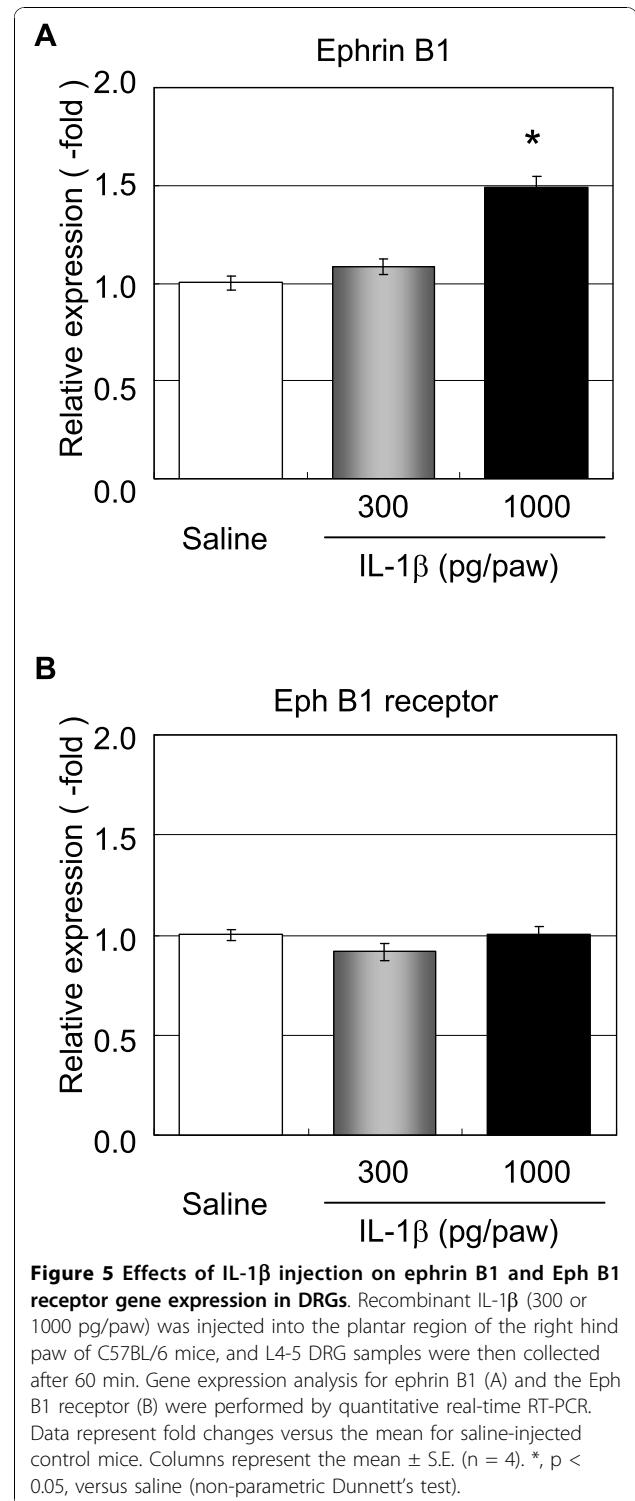 A
Ephrin B1
Relative expression ( -fold )
2.0
1.5
*
1.0
0.5
0.0
300
1000
Saline
IL-1β (pg/paw)
B
Eph B1 receptor
Relative expression ( -fold )
2.0
1.5
1.0
0.5
0.0
300
1000
Saline
IL-1β (pg/paw)
Figure 5 Effects of IL-1β injection on ephrin B1 and Eph B1
receptor gene expression in DRGs. Recombinant IL-1β (300 or
1000 pg/paw) was injected into the plantar region of the right hind
paw of C57BL/6 mice, and L4-5 DRG samples were then collected
after 60 min. Gene expression analysis for ephrin B1 (A) and the Eph
B1 receptor (B) were performed by quantitative real-time RT-PCR.
Data represent fold changes versus the mean for saline-injected
control mice. Columns represent the mean ± S.E. (n = 4). *, p <
0.05, versus saline (non-parametric Dunnett's test).